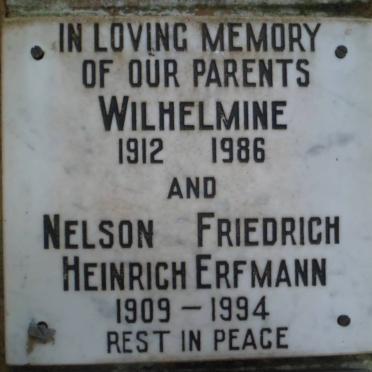 IN LOVING MEMORY
OF OUR PARENTS
WILHELMINE
1912 1986
AND
NELSON FRIEDRICH
HEINRICH ERFMANN
1909 – 1994
REST IN PEACE